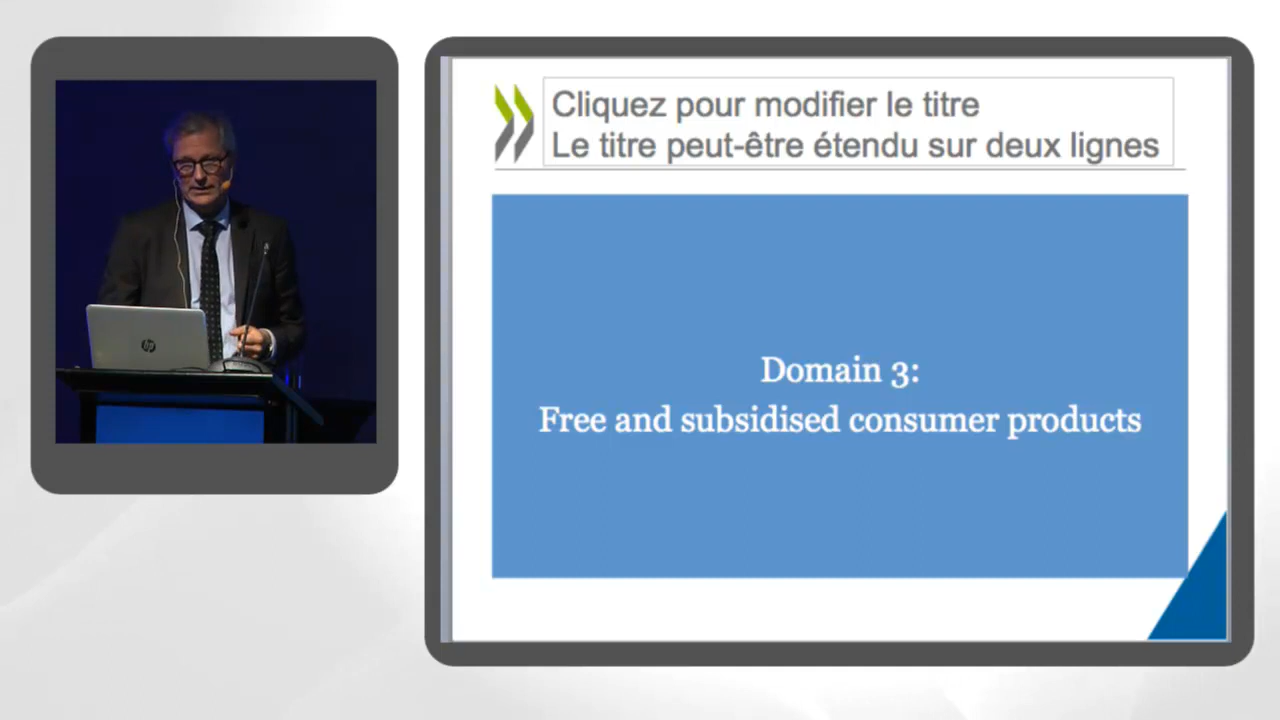 Cliquez pour modifier le titre
Le titre peut-être étendu sur deux lignes
Domain 3:
Free and subsidised consumer products
hp